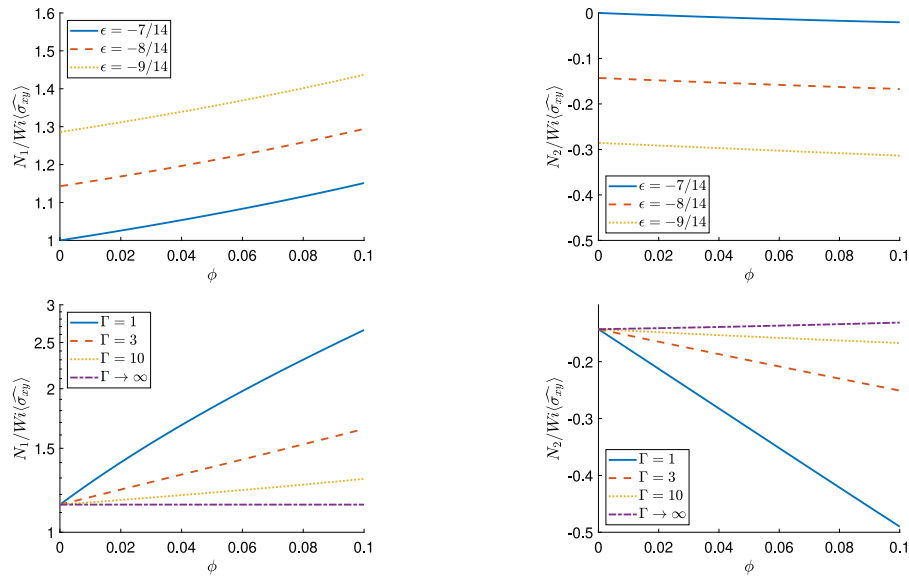 1.6
1.5
1.4
1.3
1.2
1.1
1
0 0.02 0.04 0.06 0.08 0.1
ϕ
N₁/Wi⟨σ̂xy⟩
ϵ = −7/14
ϵ = −8/14
ϵ = −9/14
0
-0.1
-0.2
-0.3
-0.4
-0.5
0 0.02 0.04 0.06 0.08 0.1
ϕ
N₂/Wi⟨σ̂xy⟩
ϵ = −7/14
ϵ = −8/14
ϵ = −9/14
3
2.5
2
1.5
1
0 0.02 0.04 0.06 0.08 0.1
ϕ
N₁/Wi⟨σ̂xy⟩
Γ = 1
Γ = 3
Γ = 10
Γ → ∞
-0.2
-0.3
-0.4
-0.5
0 0.02 0.04 0.06 0.08 0.1
ϕ
N₂/Wi⟨σ̂xy⟩
Γ = 1
Γ = 3
Γ = 10
Γ → ∞